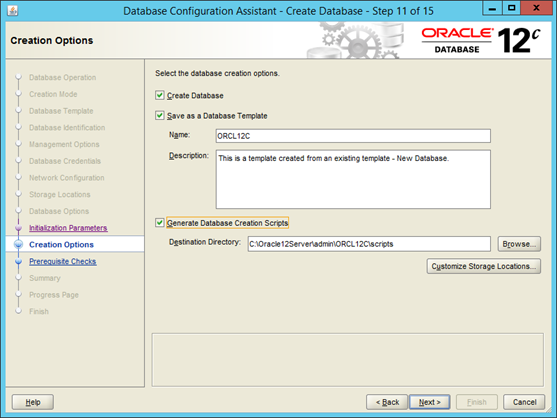 Database Configuration Assistant - Create Database - Step 11 of 15
Creation Options
ORACLE
DATABASE
12c
Database Operation
Creation Mode
Database Template
Database Identification
Management Options
Database Credentials
Network Configuration
Storage Locations
Database Options
Initialization Parameters
Creation Options
Prerequisite Checks
Summary
Progress Page
Finish
Select the database creation options.
Create Database
Save as a Database Template
Name: ORCL12C
Description: This is a template created from an existing template - New Database.
Generate Database Creation Scripts
Destination Directory: C:\Oracle12Server\admin\ORCL12C\scripts Browse...
Customize Storage Locations...
Help < Back Next > Finish Cancel